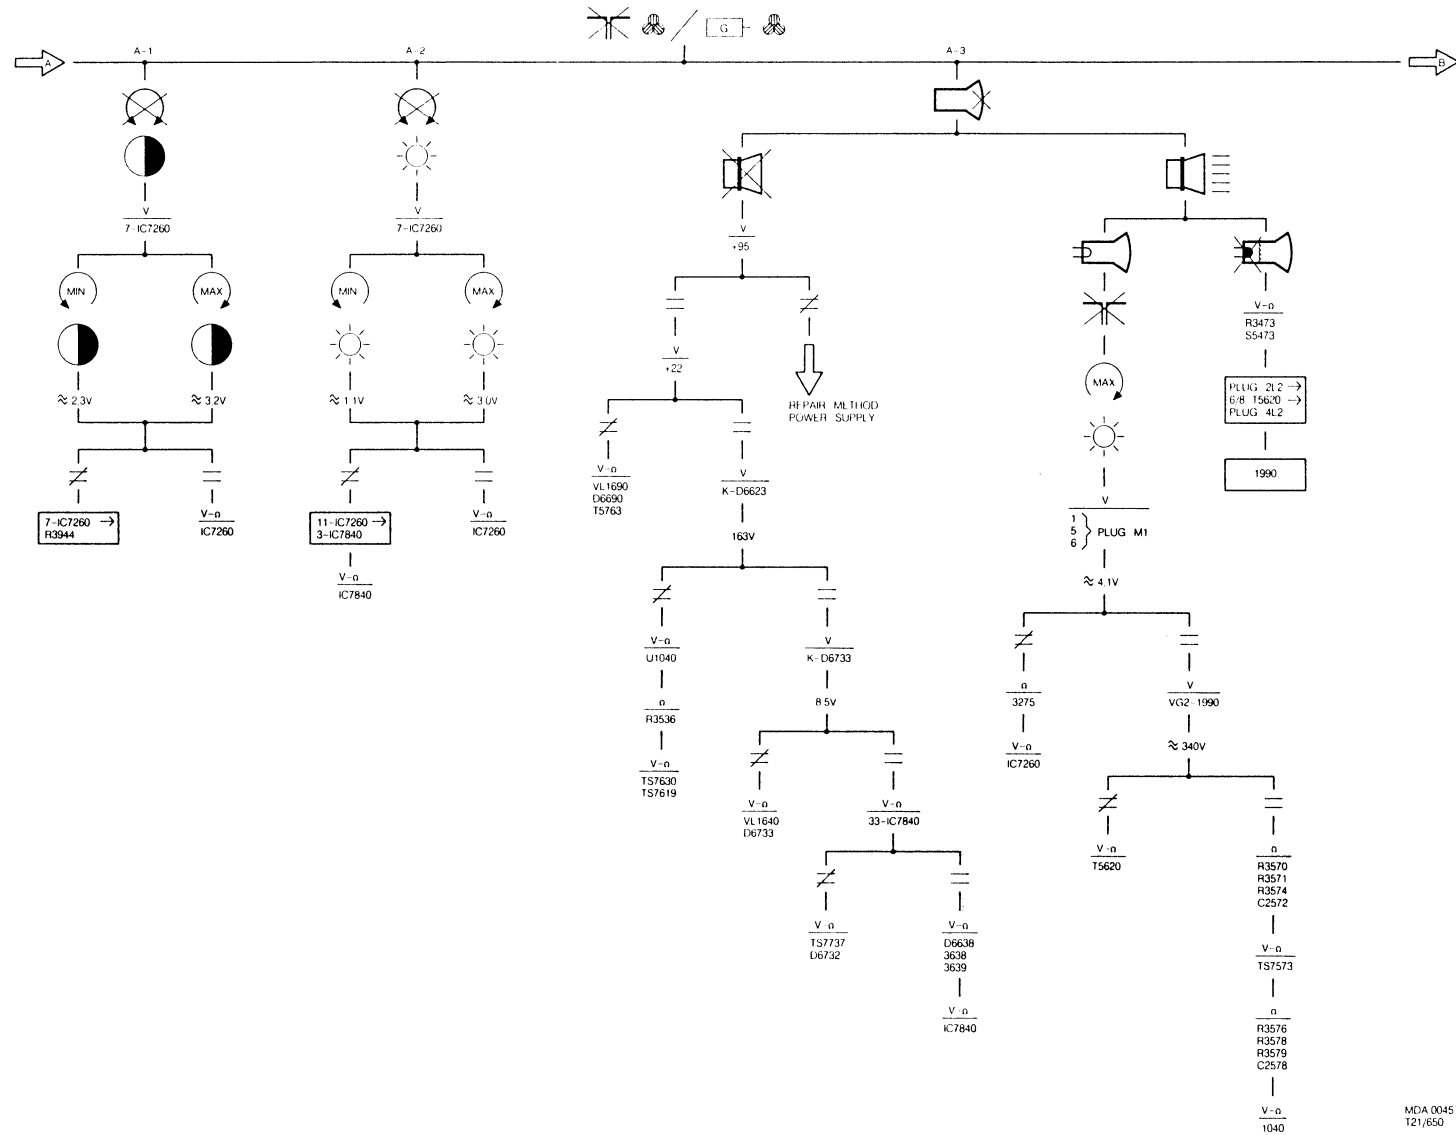 G
A
A-1
A-2
A-3
B
V
7-IC7260
MIN
MAX
≈ 2.3V
≈ 3.2V
7-IC7260 →
R3944
V-Ω
IC7260
V
7-IC7260
MIN
MAX
≈ 1.1V
≈ 3.0V
11-IC7260 →
3-IC7840
V-Ω
IC7840
V-Ω
IC7260
V
+95
V
+22
REPAIR METHOD
POWER SUPPLY
V-Ω
VL1690
D6690
T5763
V
K-D6623
163V
V-Ω
U1040
Ω
R3536
V-Ω
TS7630
TS7619
V
K-D6733
8.5V
V-Ω
VL1640
D6733
V-Ω
33-IC7840
V-Ω
TS7737
D6732
V-Ω
D6638
3638
3639
V-Ω
IC7840
MAX
V
1
5
6
PLUG M1
≈ 4.1V
Ω
3275
V-Ω
IC7260
V
VG2-1990
≈ 340V
V-Ω
T5620
Ω
R3570
R3571
R3574
C2572
V-Ω
TS7573
Ω
R3576
R3578
R3579
C2578
V-Ω
1040
V-Ω
R3473
S5473
PLUG 2L2 →
6/8 T5620 →
PLUG 4L2
1990
MDA 0045
T21/650